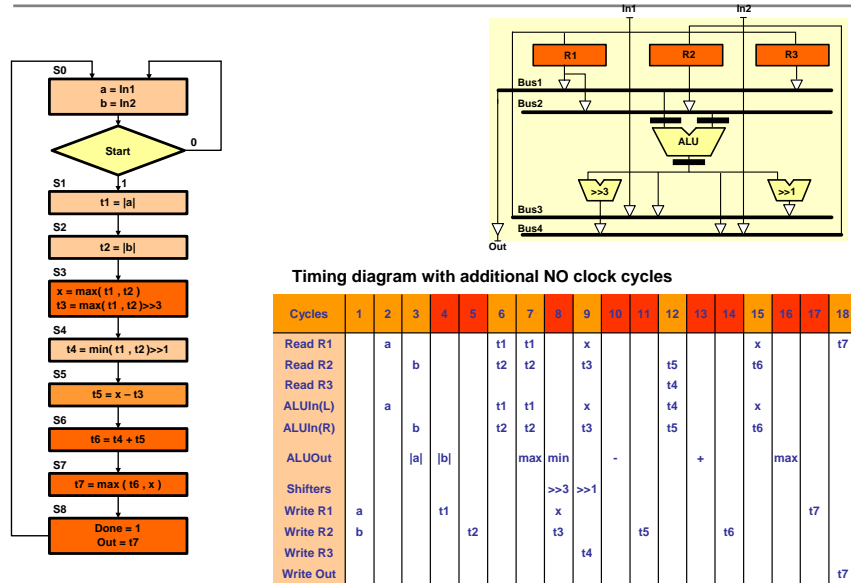 S0
a = In1
b = In2
Start
0
1
S1
t1 = |a|
S2
t2 = |b|
S3
x = max( t1 , t2 )
t3 = max( t1 , t2 )>>3
S4
t4 = min( t1 , t2 )>>1
S5
t5 = x – t3
S6
t6 = t4 + t5
S7
t7 = max ( t6 , x )
S8
Done = 1
Out = t7
In1 In2
R1 R2 R3
Bus1
Bus2
ALU
>>3 >>1
Bus3
Bus4
Out
Timing diagram with additional NO clock cycles
Cycles 1 2 3 4 5 6 7 8 9 10 11 12 13 14 15 16 17 18
Read R1 a t1 t1 x x t7
Read R2 b t2 t2 t3 t5 t6
Read R3 t4
ALUIn(L) a t1 t1 x t4 x
ALUIn(R) b t2 t2 t3 t5 t6
ALUOut |a| |b| max min - + max
Shifters >>3 >>1
Write R1 a t1 x t7
Write R2 b t2 t3 t5 t6
Write R3 t4
Write Out t7